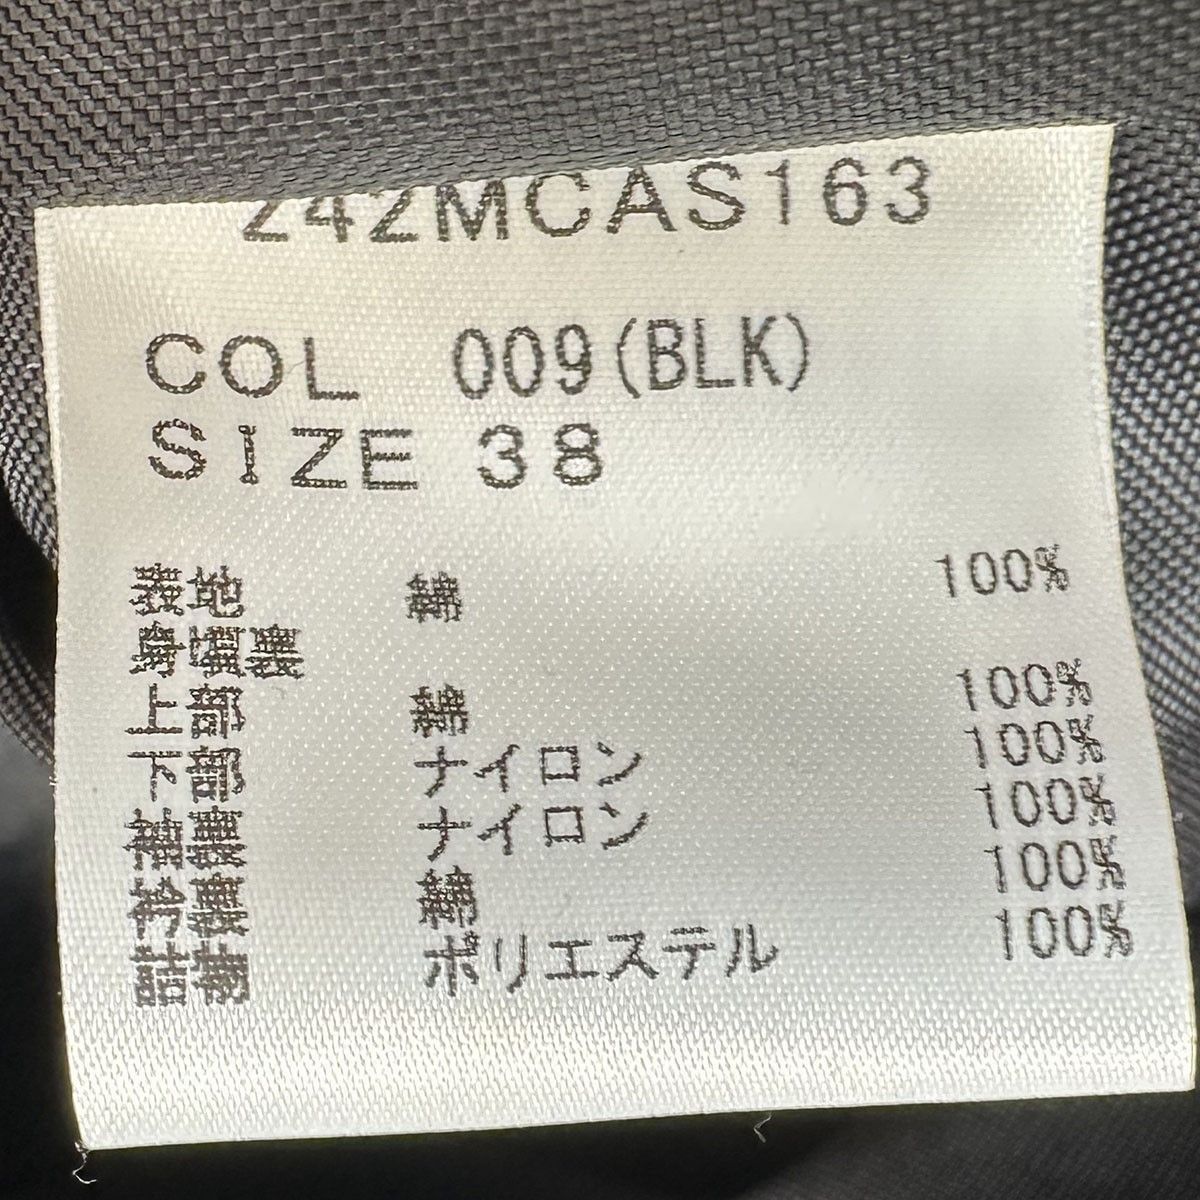 242MCAS163
COL 009(BLK)
SIZE 38
表地 綿 100%
身頃裏
上部 綿 100%
下部 ナイロン 100%
袖裏 ナイロン 100%
衿裏 綿 100%
詰物 ポリエステル 100%